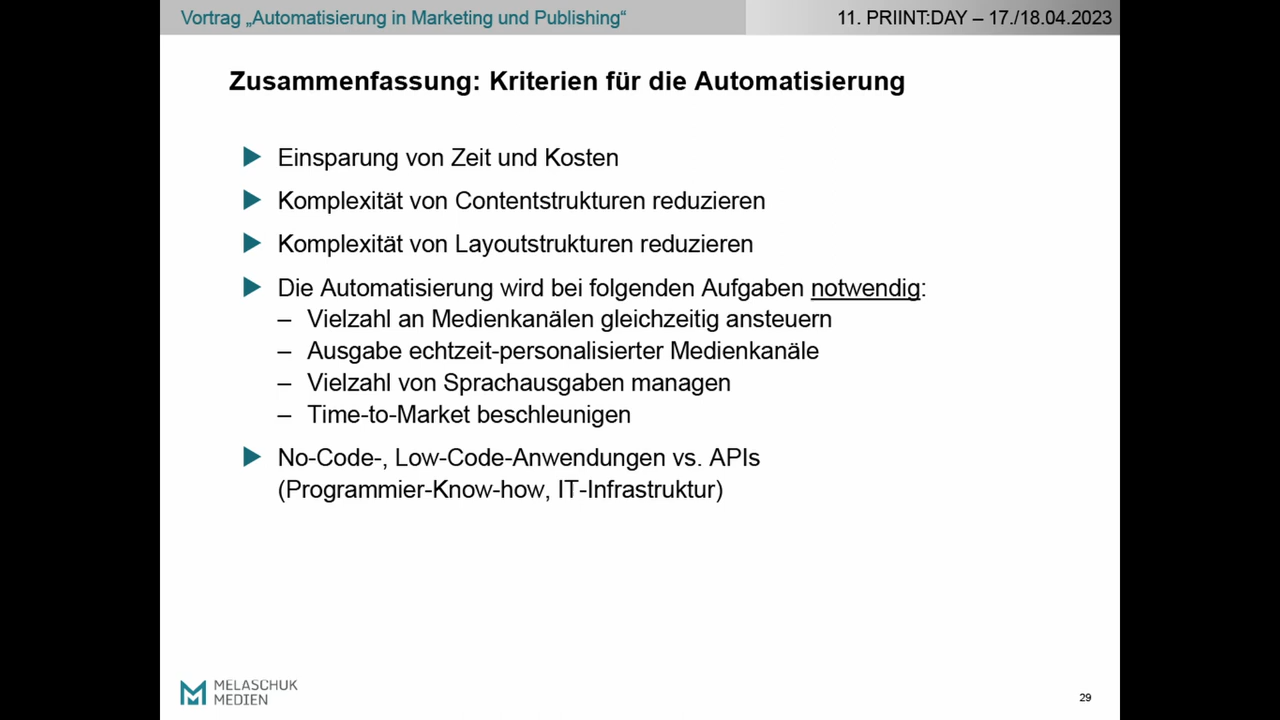 Vortrag „Automatisierung in Marketing und Publishing“
11. PRIINT:DAY – 17./18.04.2023
Zusammenfassung: Kriterien für die Automatisierung
Einsparung von Zeit und Kosten
Komplexität von Contentstrukturen reduzieren
Komplexität von Layoutstrukturen reduzieren
Die Automatisierung wird bei folgenden Aufgaben notwendig:
– Vielzahl an Medienkanälen gleichzeitig ansteuern
– Ausgabe echtzeit-personalisierter Medienkanäle
– Vielzahl von Sprachausgaben managen
– Time-to-Market beschleunigen
No-Code-, Low-Code-Anwendungen vs. APIs
(Programmier-Know-how, IT-Infrastruktur)
MELASCHUK
MEDIEN
29